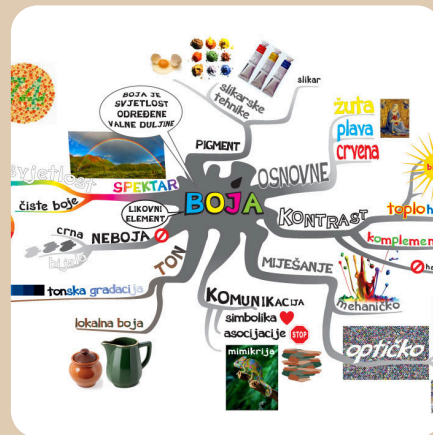 BOJA
BOJA JE
SVJETLOST
ODREĐENE
VALNE DULJINE
slikarske
tehnike
slikar
PIGMENT
OSNOVNE
žuta
plava
crvena
KONTRAST
toplo
komplemen
MIJEŠANJE
mehaničko
optičko
KOMUNIKACIJA
simbolika
asocijacije
STOP
mimikrija
TON
tonska gradacija
lokalna boja
NEBOJA
crna
bijela
LIKOVNI
ELEMENT
SPEKTAR
svjetlost
čiste boje